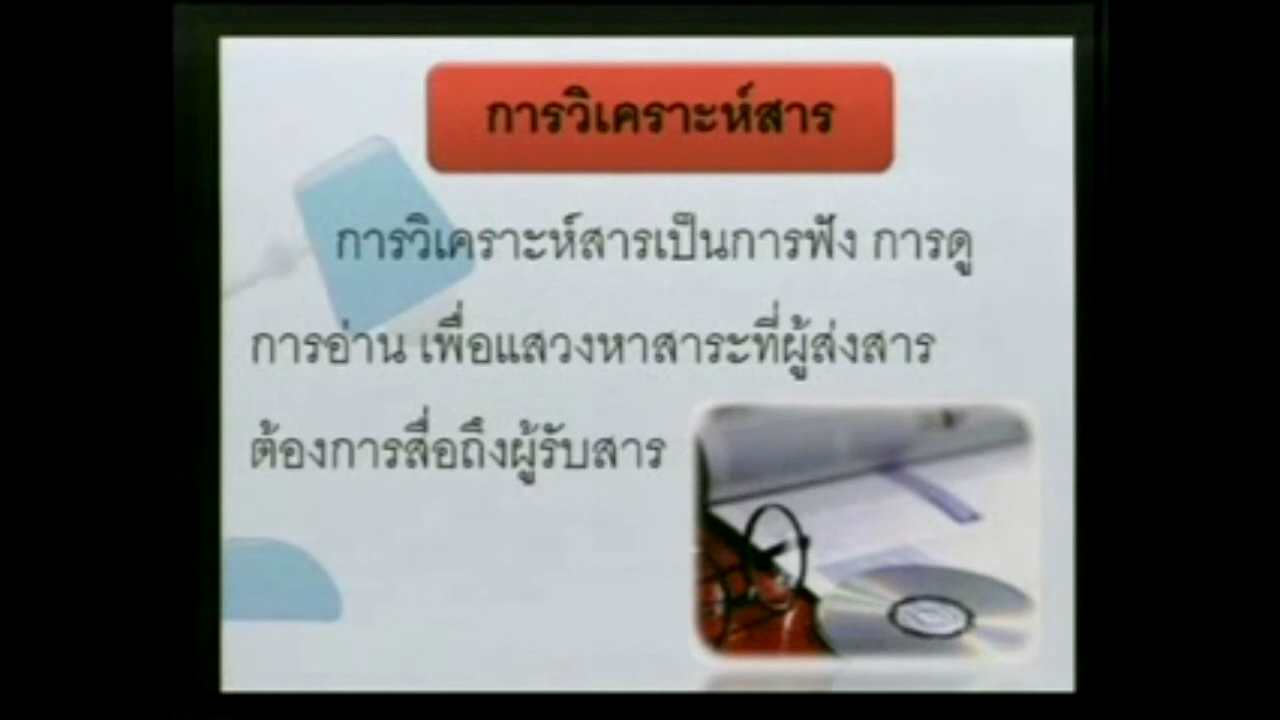 การวิเคราะห์สาร
การวิเคราะห์สารเป็นการฟัง การดู
การอ่าน เพื่อแสวงหาสาระที่ผู้ส่งสาร
ต้องการสื่อถึงผู้รับสาร